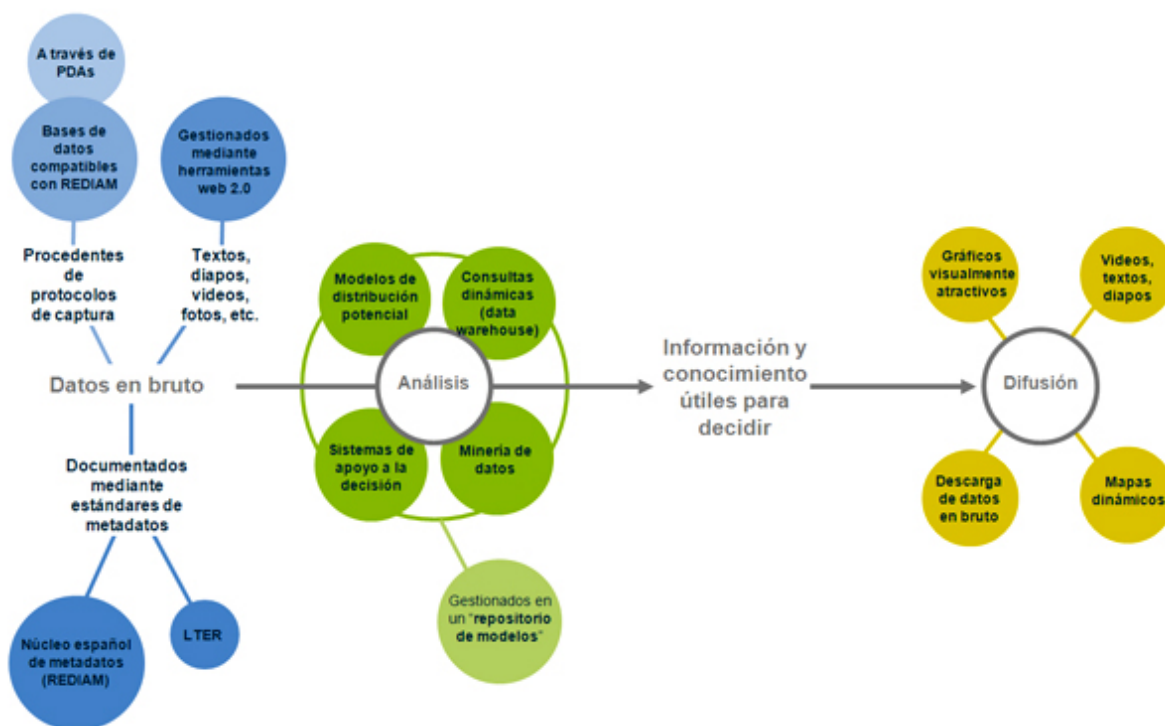 A través de
PDAs
Bases de
datos
compatibles
con REDIAM
Gestionados
mediante
herramientas
web 2.0
Procedentes
de
protocolos
de captura
Textos,
diapos,
videos,
fotos, etc.
Datos en bruto
Documentados
mediante
estándares de
metadatos
Núcleo español
de metadatos
(REDIAM)
LTER
Modelos de
distribución
potencial
Consultas
dinámicas
(data
warehouse)
Análisis
Sistemas de
apoyo a la
decisión
Minería de
datos
Gestionados en
un "repositorio
de modelos"
Información y
conocimiento
útiles para
decidir
Gráficos
visualmente
atractivos
Videos,
textos,
diapos
Difusión
Descarga
de datos
en bruto
Mapas
dinámicos